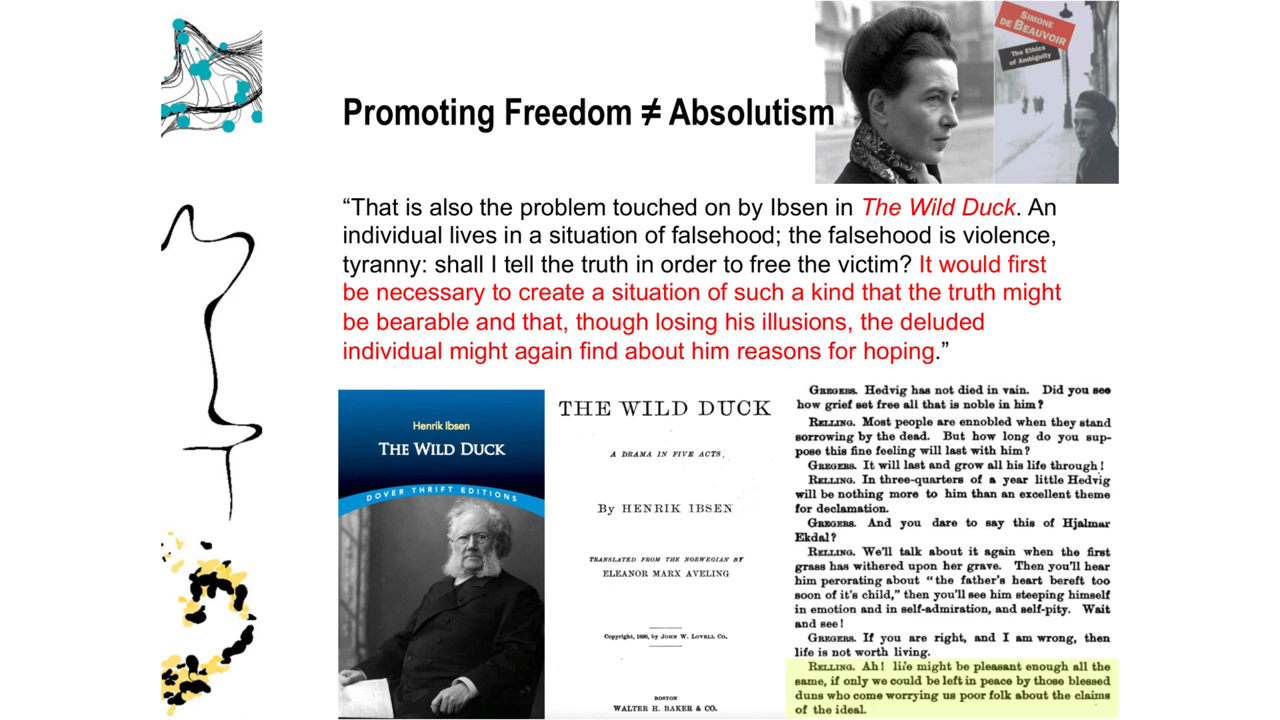 SIMONE
DE BEAUVOIR
The Ethics
of Ambiguity
Promoting Freedom ≠ Absolutism
“That is also the problem touched on by Ibsen in The Wild Duck. An
individual lives in a situation of falsehood; the falsehood is violence,
tyranny: shall I tell the truth in order to free the victim? It would first
be necessary to create a situation of such a kind that the truth might
be bearable and that, though losing his illusions, the deluded
individual might again find about him reasons for hoping.”
Henrik Ibsen
THE WILD DUCK
DOVER THRIFT EDITIONS
THE WILD DUCK
A DRAMA IN FIVE ACTS.
By HENRIK IBSEN
TRANSLATED FROM THE NORWEGIAN BY
ELEANOR MARX AVELING
Copyright, 1890, by John W. Lovell Co.
BOSTON
WALTER H. BAKER & CO.
GREGERS. Hedvig has not died in vain. Did you see
how grief set free all that is noble in him?
RELLING. Most people are ennobled when they stand
sorrowing by the dead. But how long do you sup-
pose this fine feeling will last with him?
GREGERS. It will last and grow all his life through!
RELLING. In three-quarters of a year little Hedvig
will be nothing more to him than an excellent theme
for declamation.
GREGERS. And you dare to say this of Hjalmar
Ekdal?
RELLING. We'll talk about it again when the first
grass has withered upon her grave. Then you'll hear
him perorating about "the father's heart bereft too
soon of it's child," then you'll see him steeping himself
in emotion and in self-admiration, and self-pity. Wait
and see!
GREGERS. If you are right, and I am wrong, then
life is not worth living.
RELLING. Ah! life might be pleasant enough all the
same, if only we could be left in peace by those blessed
duns who come worrying us poor folk about the claims
of the ideal.